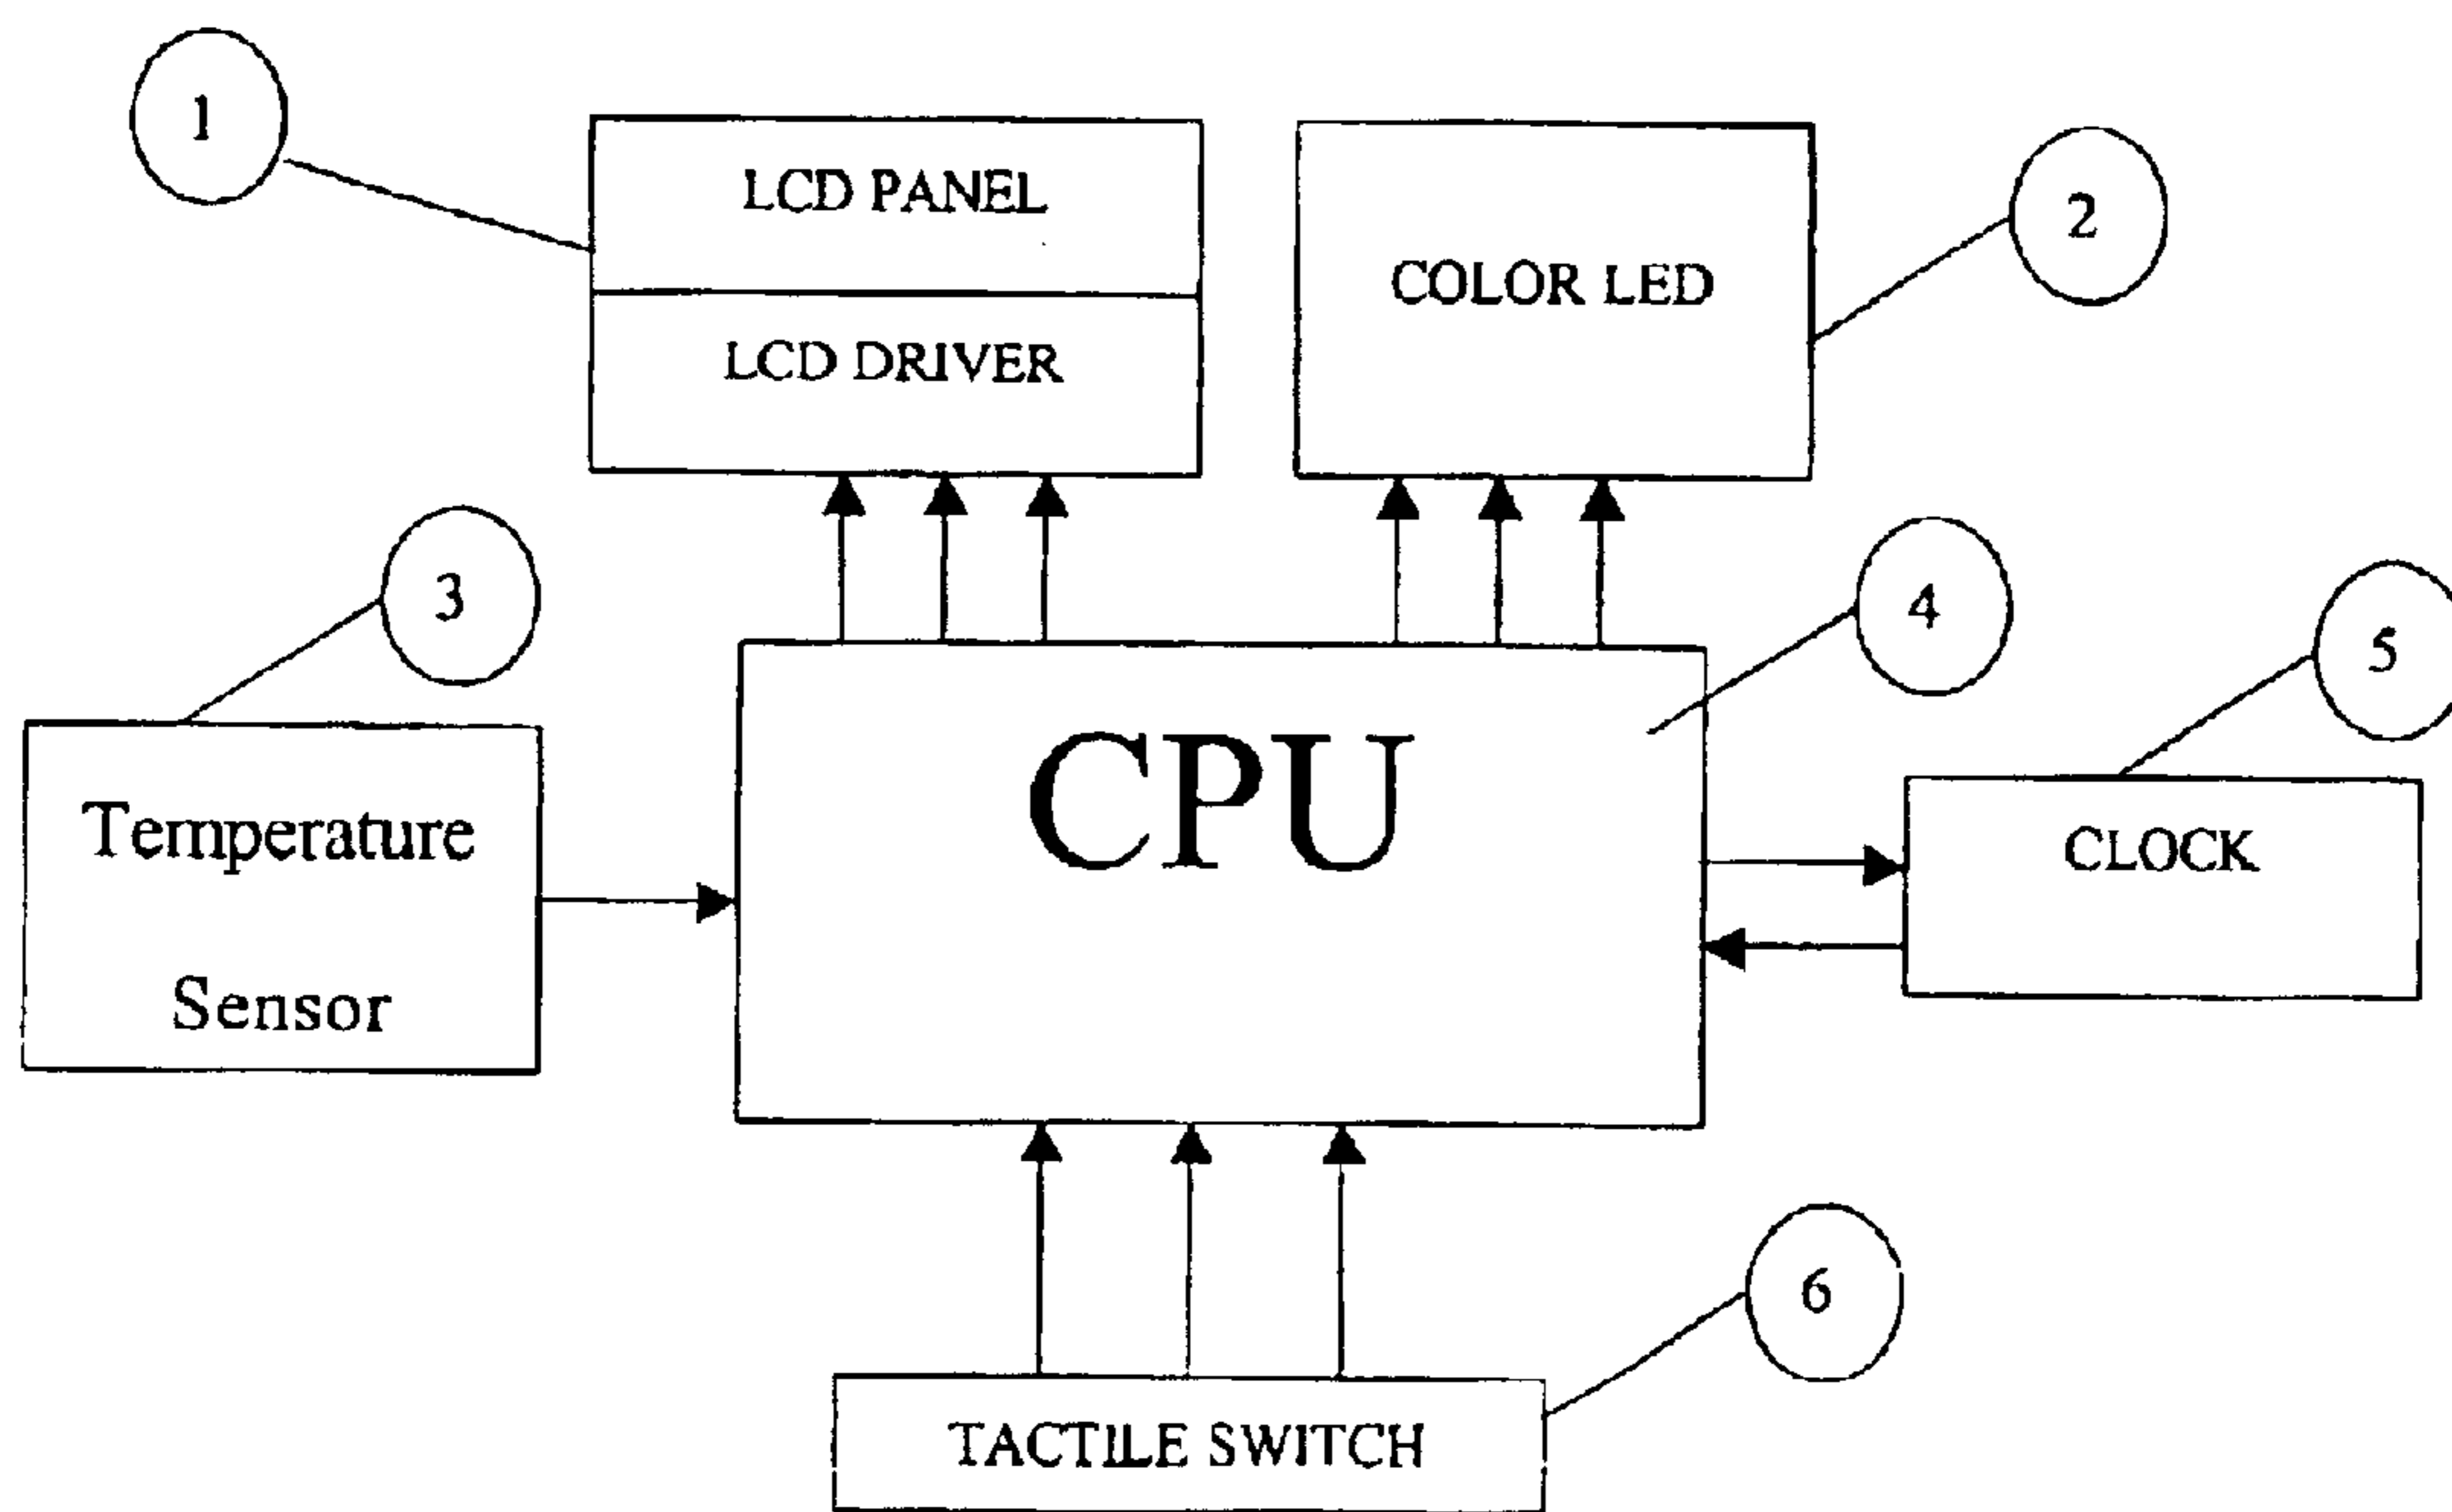 1
LCD PANEL
LCD DRIVER
COLOR LED
2
3
4
5
Temperature
Sensor
CPU
CLOCK
6
TACTILE SWITCH